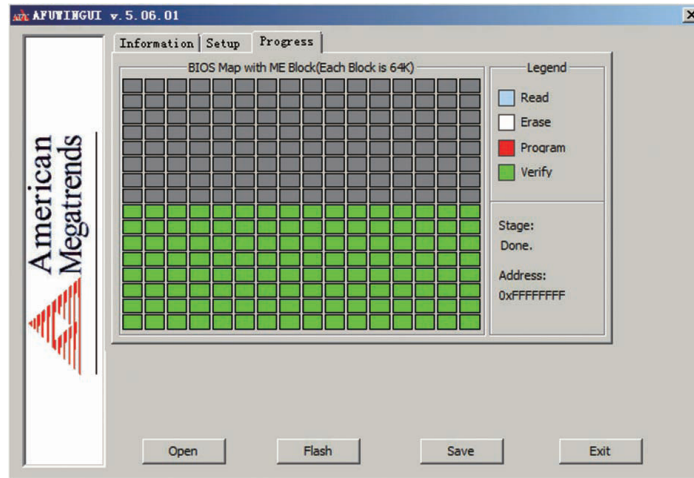 AFUWINGUI v.5.06.01
Information Setup Progress
BIOS Map with ME Block(Each Block is 64K)
Legend
Read
Erase
Program
Verify
Stage:
Done.
Address:
0xFFFFFFFF
American
Megatrends
Open Flash Save Exit